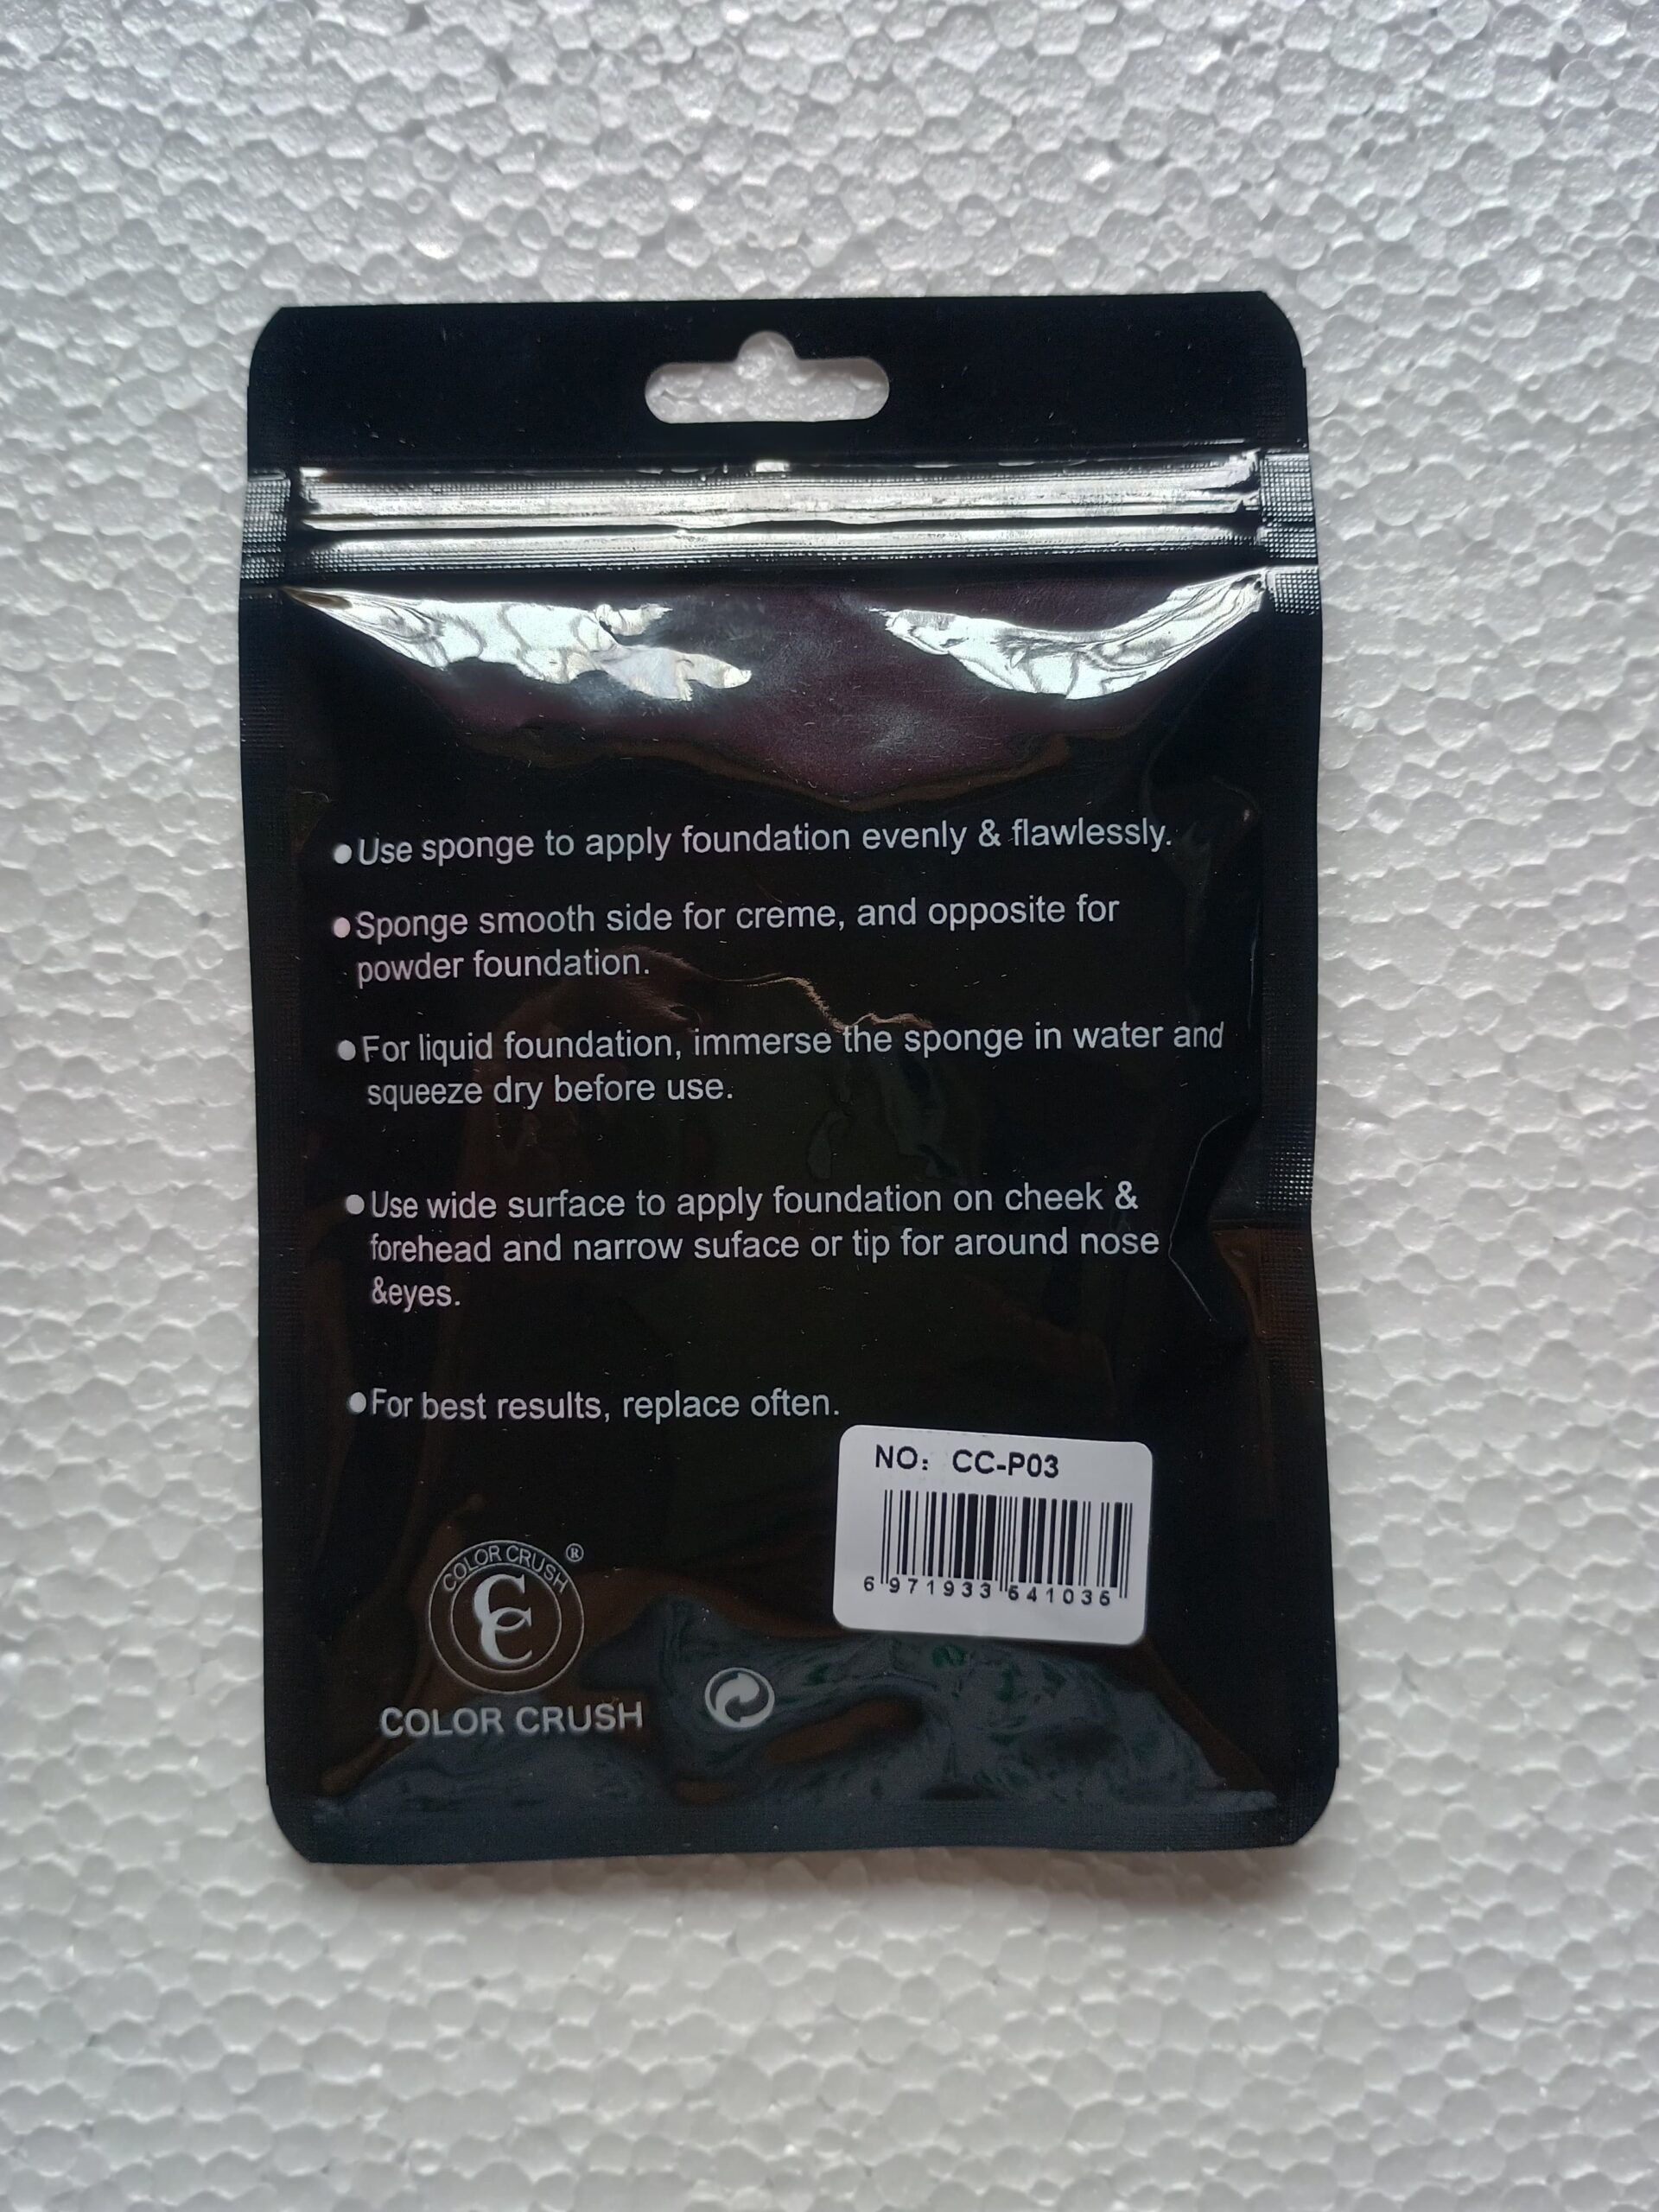 ●Use sponge to apply foundation evenly & flawlessly.
●Sponge smooth side for creme, and opposite for
powder foundation.
●For liquid foundation, immerse the sponge in water and
squeeze dry before use.
●Use wide surface to apply foundation on cheek &
forehead and narrow suface or tip for around nose
&eyes.
●For best results, replace often.
NO: CC-P03
6 971933 641035
COLOR CRUSH ®
CC
COLOR CRUSH